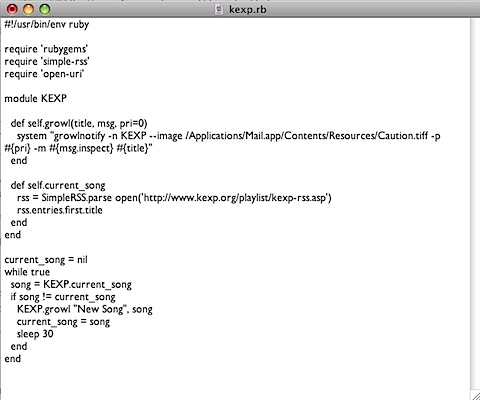 kexp.rb
#!/usr/bin/env ruby
require 'rubygems'
require 'simple-rss'
require 'open-uri'
module KEXP
def self.growl(title, msg, pri=0)
system "growlnotify -n KEXP --image /Applications/Mail.app/Contents/Resources/Caution.tiff -p
#{pri} -m #{msg.inspect} #{title}"
end
def self.current_song
rss = SimpleRSS.parse open('http://www.kexp.org/playlist/kexp-rss.asp')
rss.entries.first.title
end
end
current_song = nil
while true
song = KEXP.current_song
if song != current_song
KEXP.growl "New Song", song
current_song = song
sleep 30
end
end